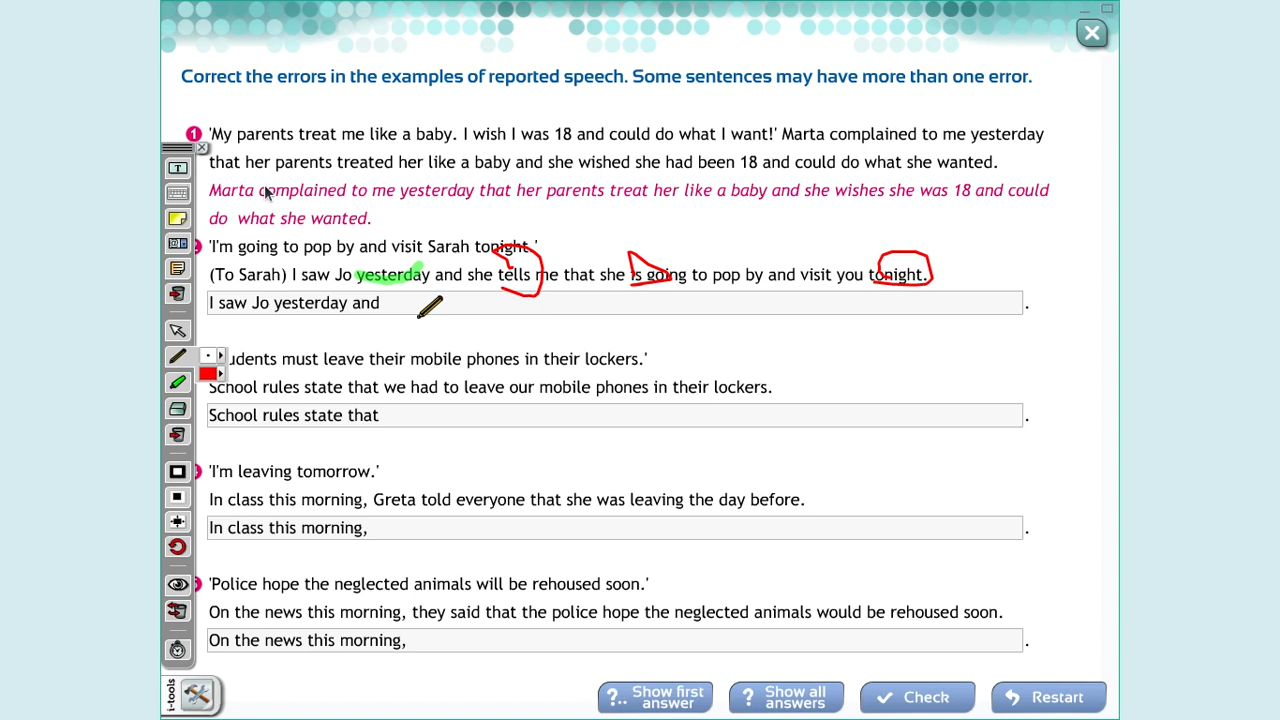 Correct the errors in the examples of reported speech. Some sentences may have more than one error.
1 'My parents treat me like a baby. I wish I was 18 and could do what I want!' Marta complained to me yesterday
that her parents treated her like a baby and she wished she had been 18 and could do what she wanted.
Marta complained to me yesterday that her parents treat her like a baby and she wishes she was 18 and could
do what she wanted.
'I'm going to pop by and visit Sarah tonight.'
(To Sarah) I saw Jo yesterday and she tells me that she is going to pop by and visit you tonight.
I saw Jo yesterday and .
udents must leave their mobile phones in their lockers.'
School rules state that we had to leave our mobile phones in their lockers.
School rules state that .
'I'm leaving tomorrow.'
In class this morning, Greta told everyone that she was leaving the day before.
In class this morning, .
'Police hope the neglected animals will be rehoused soon.'
On the news this morning, they said that the police hope the neglected animals would be rehoused soon.
On the news this morning, .
i-tools
?.. Show first answer
? Show all answers
Check
Restart